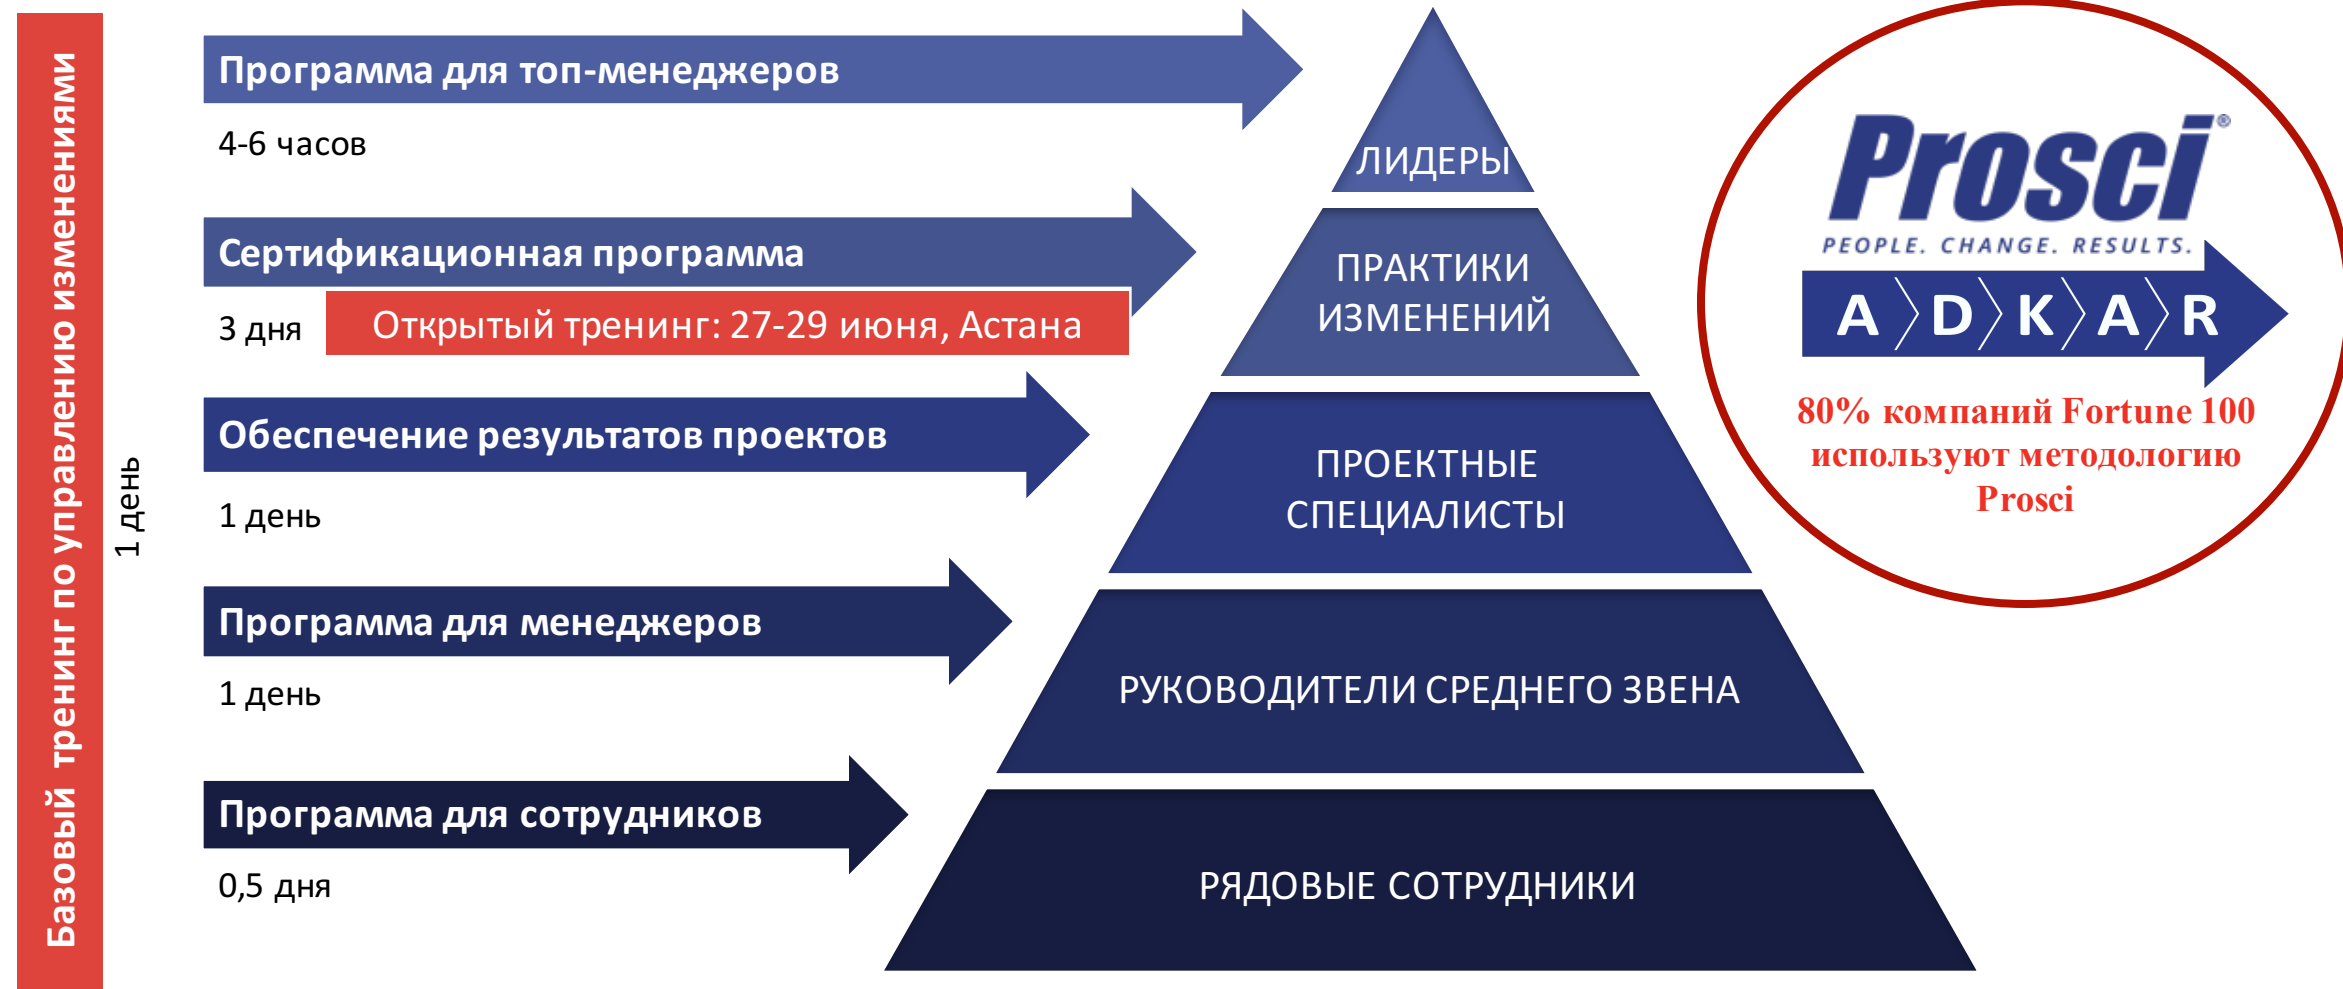 Базовый тренинг по управлению изменениями
1 день
Программа для топ-менеджеров
4-6 часов
Сертификационная программа
3 дня
Открытый тренинг: 27-29 июня, Астана
Обеспечение результатов проектов
1 день
Программа для менеджеров
1 день
Программа для сотрудников
0,5 дня
ЛИДЕРЫ
ПРАКТИКИ
ИЗМЕНЕНИЙ
ПРОЕКТНЫЕ
СПЕЦИАЛИСТЫ
РУКОВОДИТЕЛИ СРЕДНЕГО ЗВЕНА
РЯДОВЫЕ СОТРУДНИКИ
Prosci®
PEOPLE. CHANGE. RESULTS.
A D K A R
80% компаний Fortune 100
используют методологию
Prosci